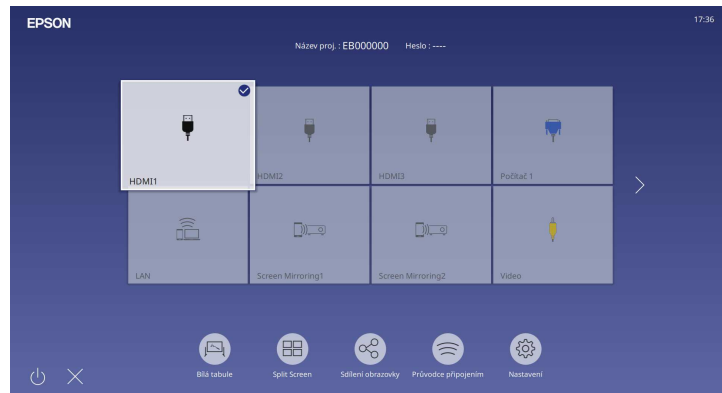 EPSON
17:36
Název proj. : EB000000 Heslo : ----
HDMI1
HDMI2
HDMI3
Počítač 1
LAN
Screen Mirroring1
Screen Mirroring2
Video
Bílá tabule
Split Screen
Sdílení obrazovky
Průvodce připojením
Nastavení